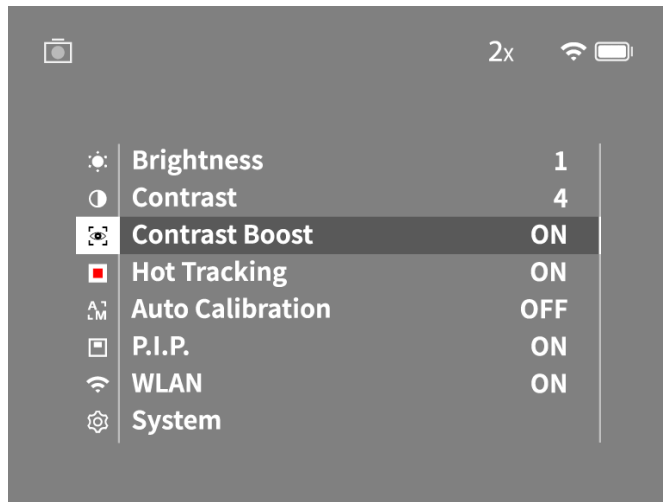 2x
Brightness 1
Contrast 4
Contrast Boost ON
Hot Tracking ON
A M Auto Calibration OFF
P.I.P. ON
WLAN ON
System